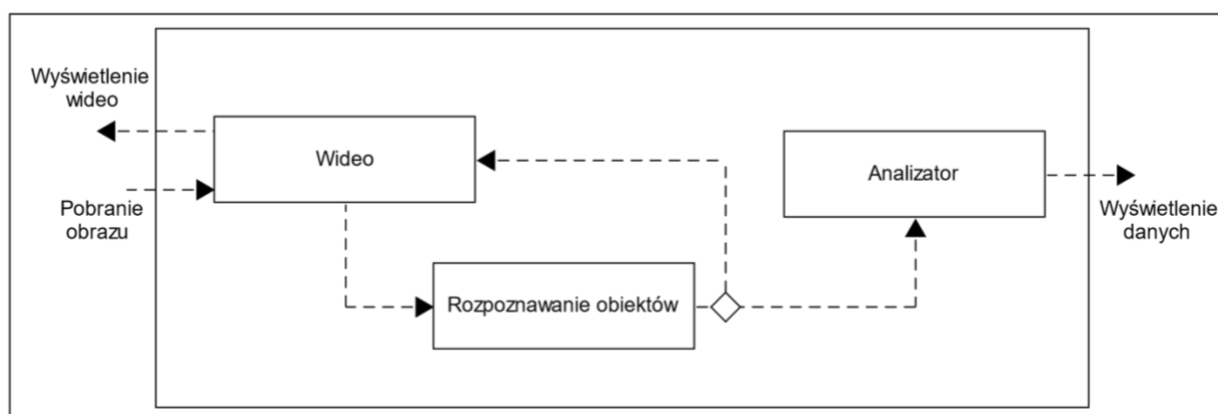 Wyświetlenie
wideo
Wideo
Pobranie
obrazu
Analizator
Wyświetlenie
danych
Rozpoznawanie obiektów